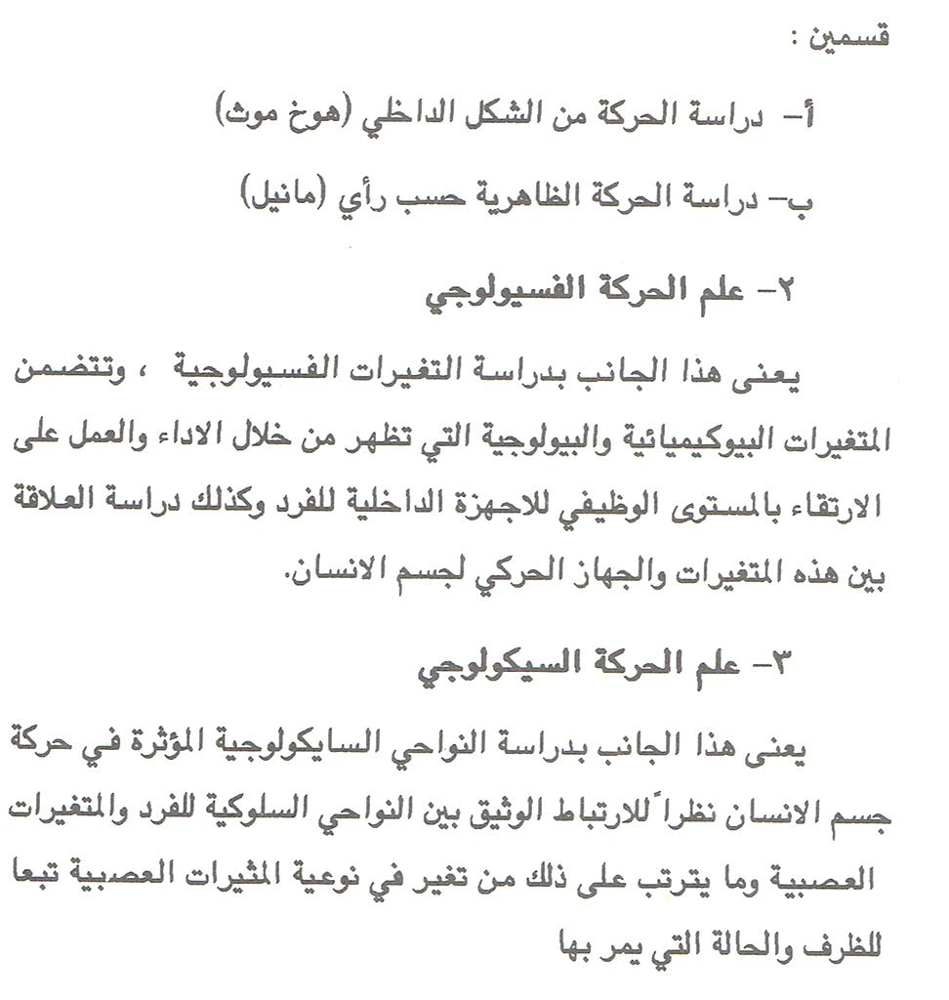 قسمين :
أ- دراسة الحركة من الشكل الداخلي (هوخ موث)
ب- دراسة الحركة الظاهرية حسب رأي (مانيل)
٢- علم الحركة الفسيولوجي
يعنى هذا الجانب بدراسة التغيرات الفسيولوجية ، وتتضمن
المتغيرات البيوكيميائية والبيولوجية التي تظهر من خلال الاداء والعمل على
الارتقاء بالمستوى الوظيفي للاجهزة الداخلية للفرد وكذلك دراسة العلاقة
بين هذه المتغيرات والجهاز الحركي لجسم الانسان.
٣- علم الحركة السيكولوجي
يعنى هذا الجانب بدراسة النواحي السايكولوجية المؤثرة في حركة
جسم الانسان نظراً للارتباط الوثيق بين النواحي السلوكية للفرد والمتغيرات
العصبية وما يترتب على ذلك من تغير في نوعية المثيرات العصبية تبعا
للظرف والحالة التي يمر بها